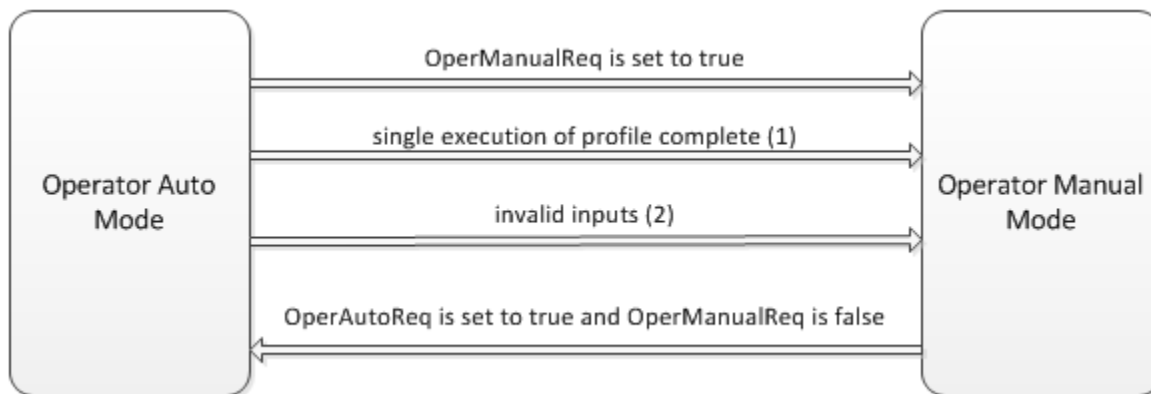 OperManualReq is set to true
single execution of profile complete (1)
Operator Auto
Mode
Operator Manual
Mode
invalid inputs (2)
OperAutoReq is set to true and OperManualReq is false